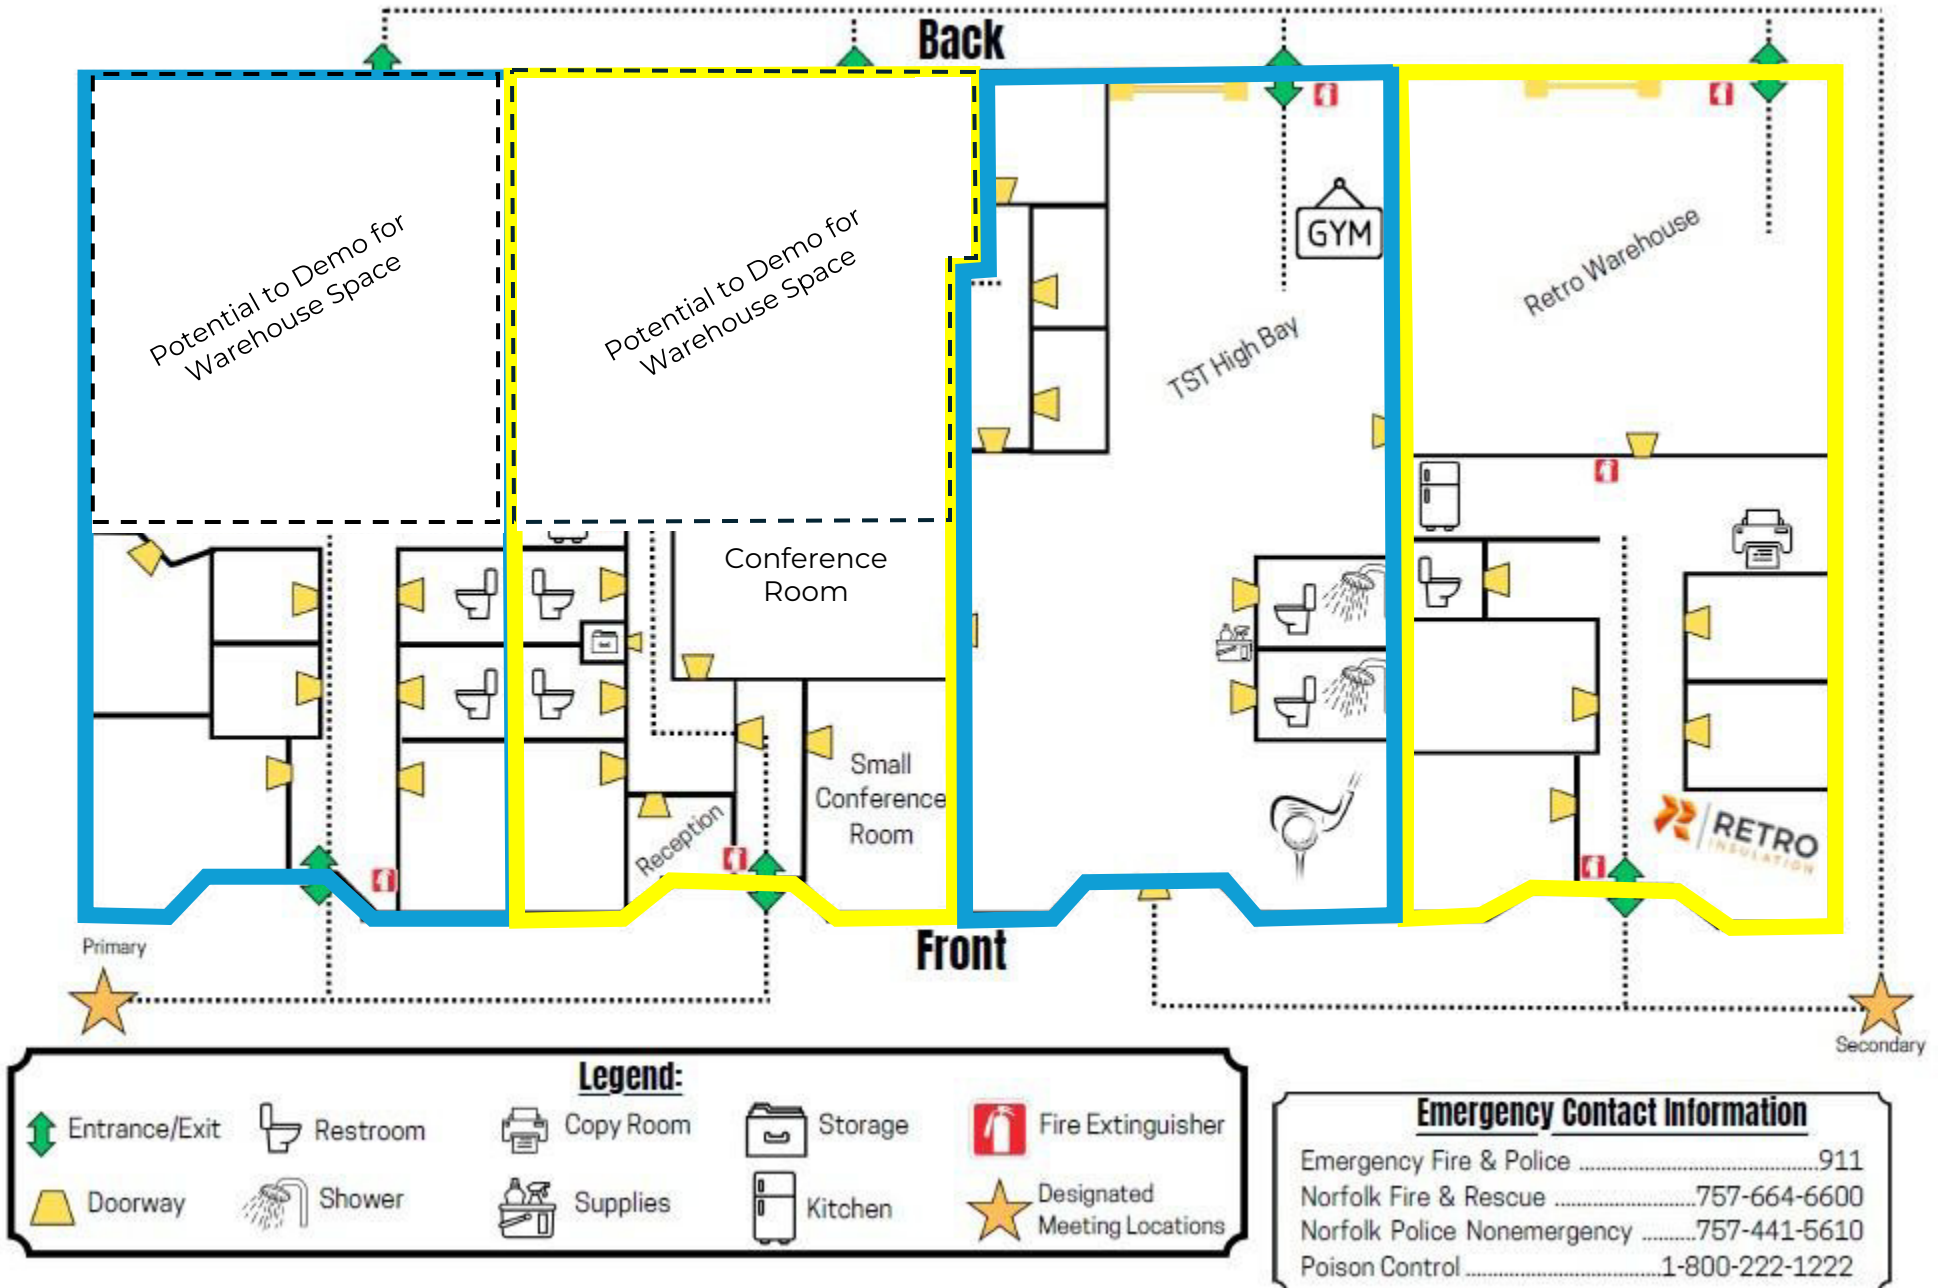 Back
Potential to Demo for
Warehouse Space
Potential to Demo for
Warehouse Space
GYM
TST High Bay
Retro Warehouse
Conference
Room
Small
Conference
Room
Reception
RETRO
INSULATION
Front
Primary
Secondary
Legend:
Entrance/Exit
Restroom
Copy Room
Storage
Fire Extinguisher
Doorway
Shower
Supplies
Kitchen
Designated
Meeting Locations
Emergency Contact Information
Emergency Fire & Police ................................................911
Norfolk Fire & Rescue ............................757-664-6600
Norfolk Police Nonemergency ..........757-441-5610
Poison Control .......................................1-800-222-1222